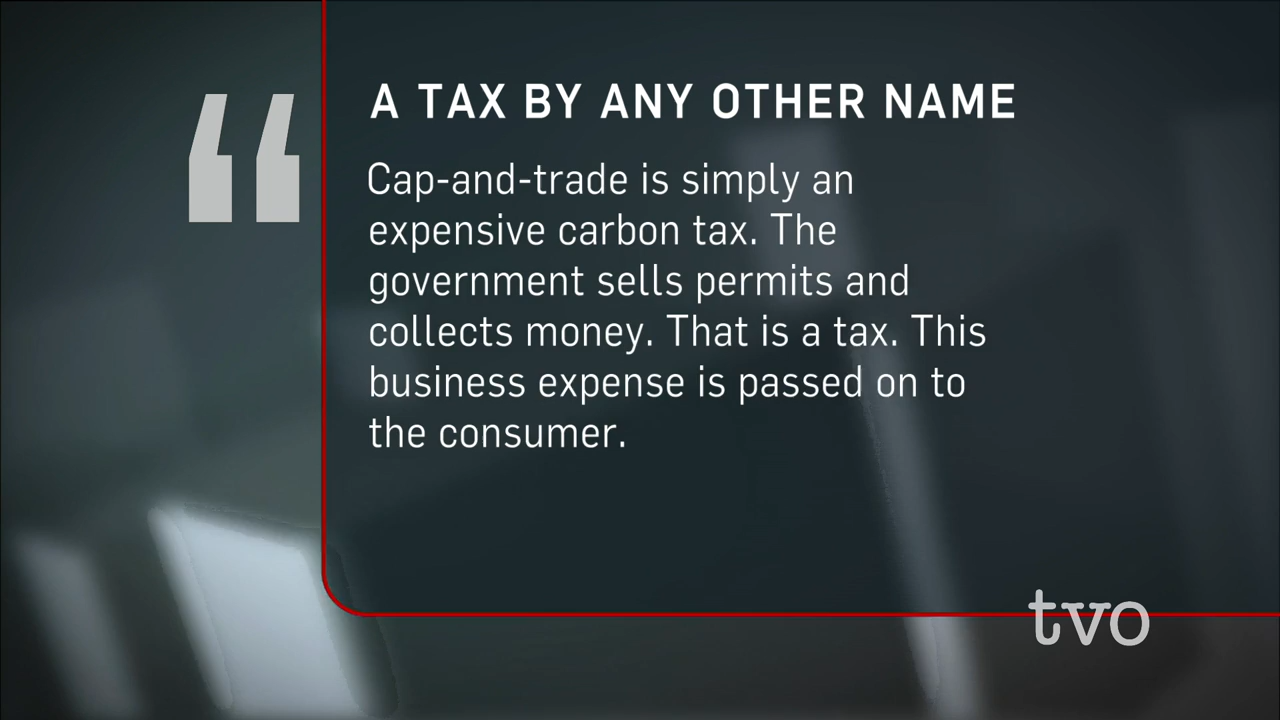 “
A TAX BY ANY OTHER NAME
Cap-and-trade is simply an
expensive carbon tax. The
government sells permits and
collects money. That is a tax. This
business expense is passed on to
the consumer.
tvo